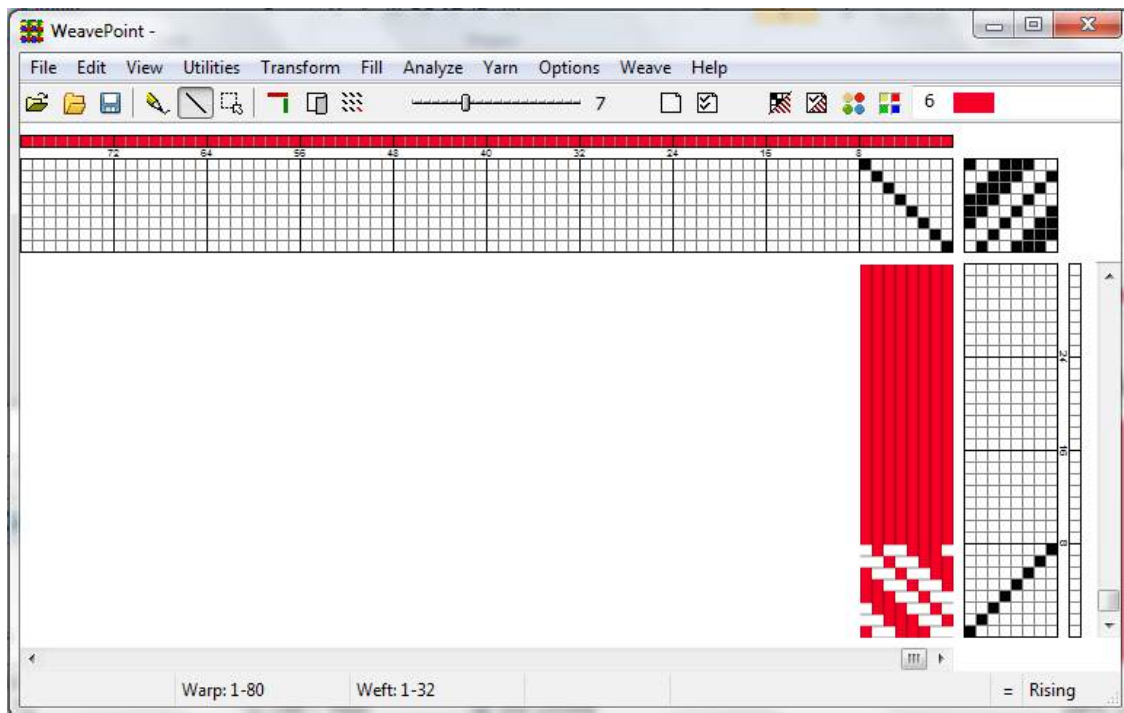 WeavePoint -
File Edit View Utilities Transform Fill Analyze Yarn Options Weave Help
7 6
72 64 56 48 40 32 24 16 8
24
16
8
Warp: 1-80 Weft: 1-32 = Rising